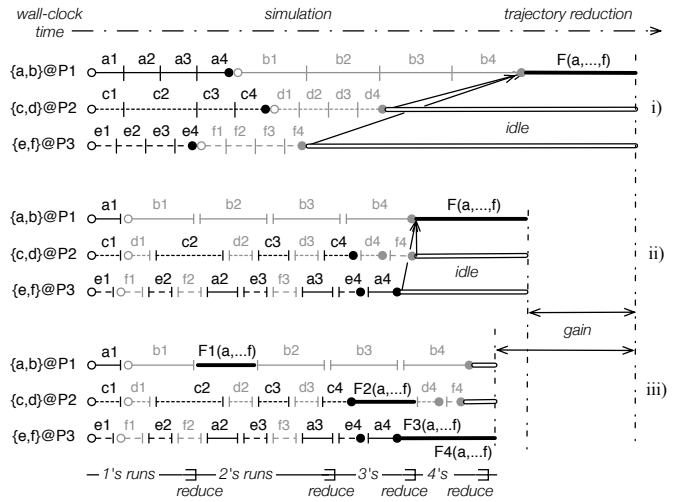 wall-clock time simulation trajectory reduction
a1 a2 a3 a4 b1 b2 b3 b4 F(a,...,f)
{a,b}@P1
c1 c2 c3 c4 d1 d2 d3 d4
{c,d}@P2 i)
e1 e2 e3 e4 f1 f2 f3 f4 idle
{e,f}@P3
a1 b1 b2 b3 b4 F(a,...,f)
{a,b}@P1
c1 d1 c2 d2 c3 d3 c4 d4 f4
{c,d}@P2 ii)
e1 f1 e2 f2 a2 e3 f3 a3 e4 a4 idle
{e,f}@P3
gain
a1 b1 F1(a,...f) b2 b3 b4
{a,b}@P1
c1 d1 c2 d2 c3 d3 c4 F2(a,...f) d4 f4
{c,d}@P2 iii)
e1 f1 e2 f2 a2 e3 f3 a3 e4 a4 F3(a,...f)
{e,f}@P3
F4(a,...f)
1's runs 2's runs 3's 4's
reduce reduce reduce reduce